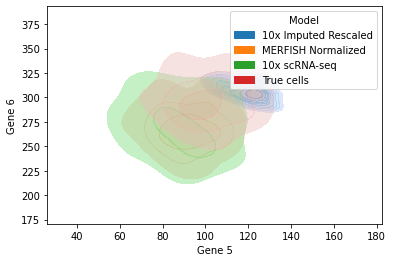 Model
10x Imputed Rescaled
MERFISH Normalized
10x scRNA-seq
True cells
375
350
325
300
275
250
225
200
175
Gene 6
40 60 80 100 120 140 160 180
Gene 5